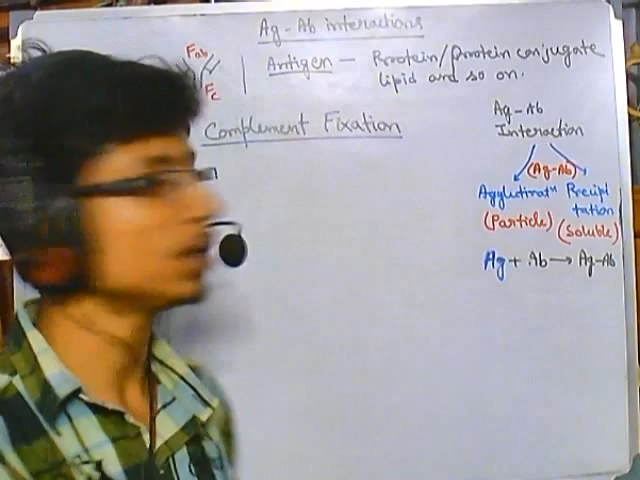 Ag-Ab interactions
Fab
Fc
Antigen - Protein/protein conjugate
lipid and so on.
Complement Fixation
Ag-Ab
Interaction
(Ag-Ab)
Agglutinatn Precipi
tation
(Particle) (Soluble)
Ag + Ab → Ag-Ab